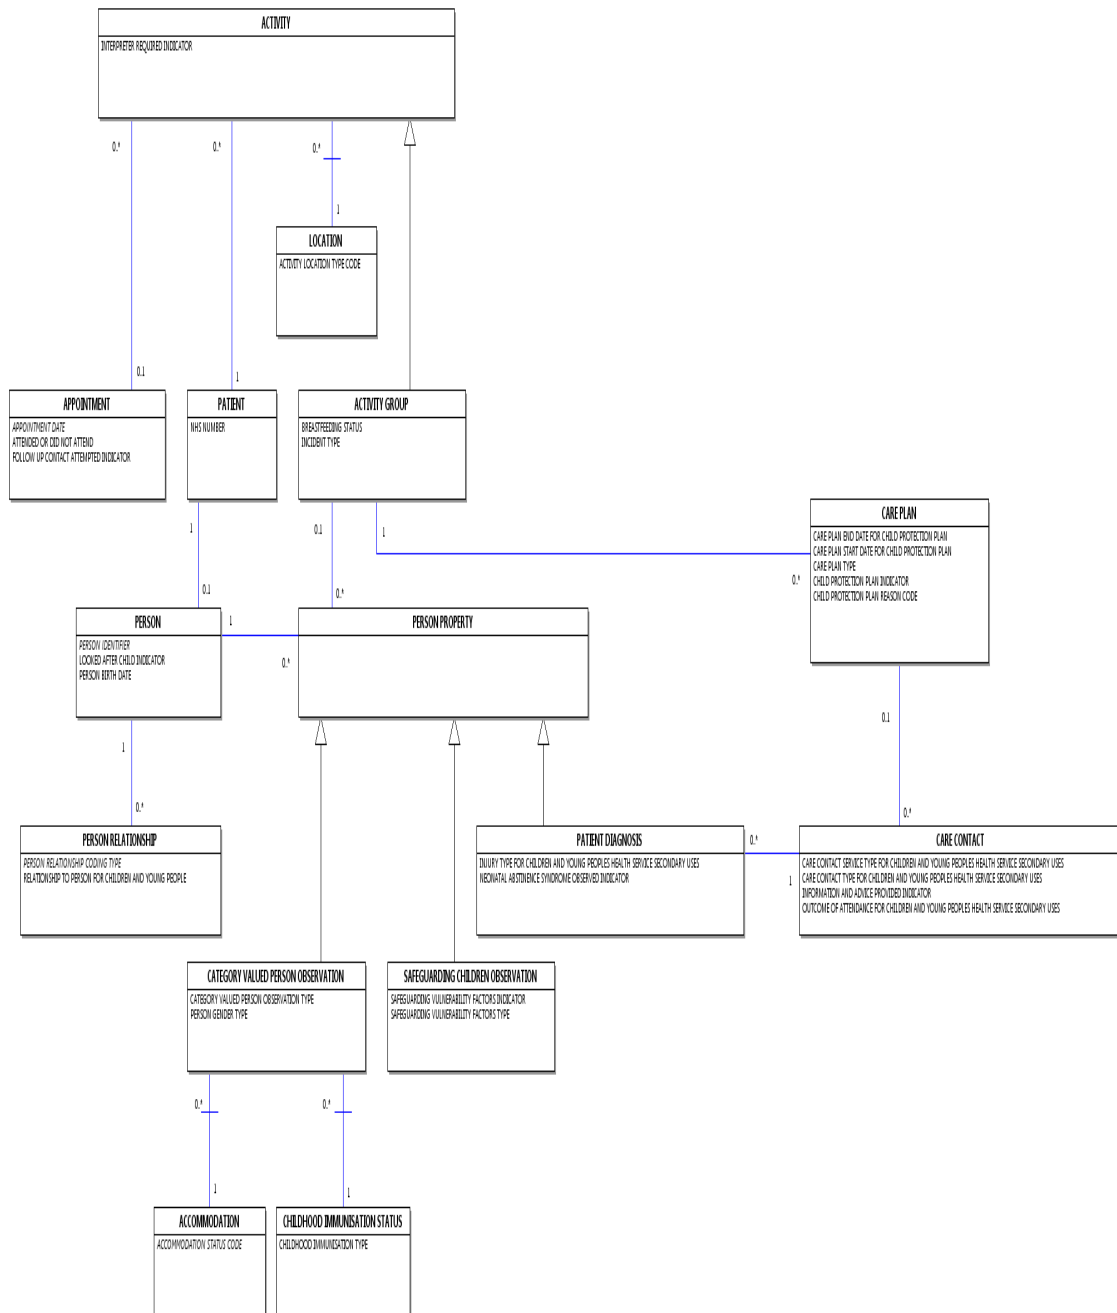 ACTIVITY
INTERPRETER REQUIRED INDICATOR
0..*
0..*
0..*
1
LOCATION
ACTIVITY LOCATION TYPE CODE
0..1
1
APPOINTMENT
APPOINTMENT DATE
ATTENDED OR DID NOT ATTEND
FOLLOW UP CONTACT ATTEMPTED INDICATOR
PATIENT
NHS NUMBER
ACTIVITY GROUP
BREASTFEEDING STATUS
INCIDENT TYPE
CARE PLAN
CARE PLAN END DATE FOR CHILD PROTECTION PLAN
CARE PLAN START DATE FOR CHILD PROTECTION PLAN
CARE PLAN TYPE
CHILD PROTECTION PLAN INDICATOR
CHILD PROTECTION PLAN REASON CODE
1
0..1
1
0..*
0..1
0..*
PERSON
PERSON IDENTIFIER
LOOKED AFTER CHILD INDICATOR
PERSON BIRTH DATE
1
0..*
PERSON PROPERTY
1
0..*
0..1
0..*
PERSON RELATIONSHIP
PERSON RELATIONSHIP CODING TYPE
RELATIONSHIP TO PERSON FOR CHILDREN AND YOUNG PEOPLE
PATIENT DIAGNOSIS
INJURY TYPE FOR CHILDREN AND YOUNG PEOPLES HEALTH SERVICE SECONDARY USES
NEONATAL ABSTINENCE SYNDROME OBSERVED INDICATOR
0..*
1
CARE CONTACT
CARE CONTACT SERVICE TYPE FOR CHILDREN AND YOUNG PEOPLES HEALTH SERVICE SECONDARY USES
CARE CONTACT TYPE FOR CHILDREN AND YOUNG PEOPLES HEALTH SERVICE SECONDARY USES
INFORMATION AND ADVICE PROVIDED INDICATOR
OUTCOME OF ATTENDANCE FOR CHILDREN AND YOUNG PEOPLES HEALTH SERVICE SECONDARY USES
CATEGORY VALUED PERSON OBSERVATION
CATEGORY VALUED PERSON OBSERVATION TYPE
PERSON GENDER TYPE
SAFEGUARDING CHILDREN OBSERVATION
SAFEGUARDING VULNERABILITY FACTORS INDICATOR
SAFEGUARDING VULNERABILITY FACTORS TYPE
0..*
0..*
1
1
ACCOMMODATION
ACCOMMODATION STATUS CODE
CHILDHOOD IMMUNISATION STATUS
CHILDHOOD IMMUNISATION TYPE